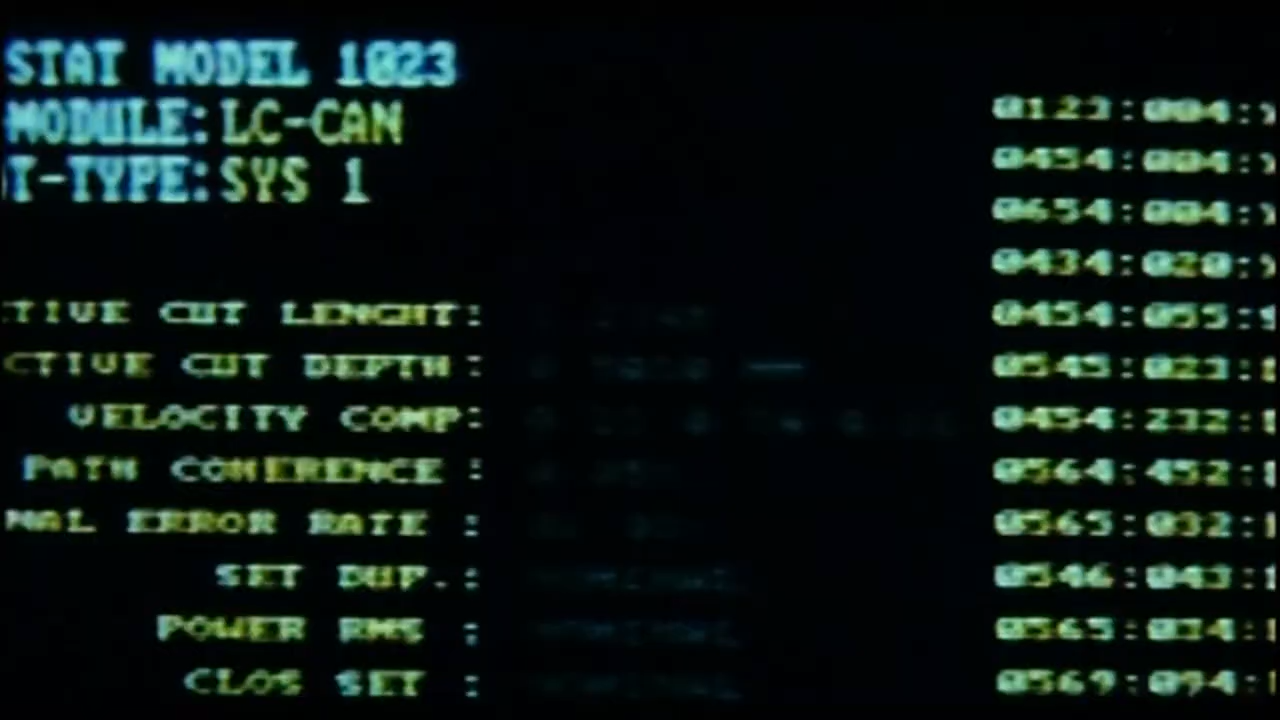 STAT MODEL 1023
MODULE: LC-CAN
T-TYPE: SYS 1
TIVE CUT LENGHT:
CTIVE CUT DEPTH :
VELOCITY COMP:
PATH COHERENCE :
NAL ERROR RATE :
SET DUP. :
POWER RMS :
CLOS SET :
0123:004:
0454:004:
0654:004:
0434:020:
0454:055:
0545:023:
0454:232:
0564:452:
0565:032:
0546:043:
0565:034:
0569:094: